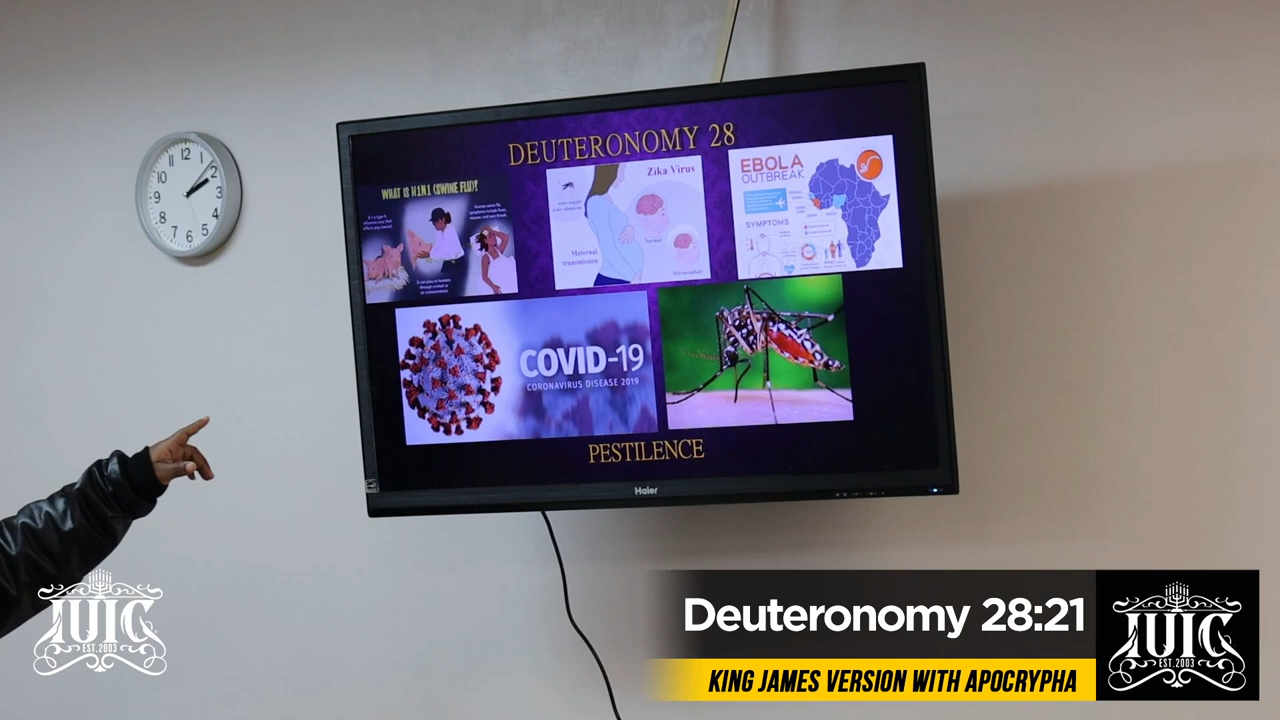 12
11
1
10
2
9
3
8
4
7
5
6
DEUTERONOMY 28
WHAT IS H1N1 (SWINE FLU)?
Zika Virus
Maternal
transmission
Normal
Microcephaly
EBOLA
OUTBREAK
SYMPTOMS
COVID-19
CORONAVIRUS DISEASE 2019
PESTILENCE
Haier
IUIC
EST. 2003
Deuteronomy 28:21
KING JAMES VERSION WITH APOCRYPHA
IUIC
EST. 2003